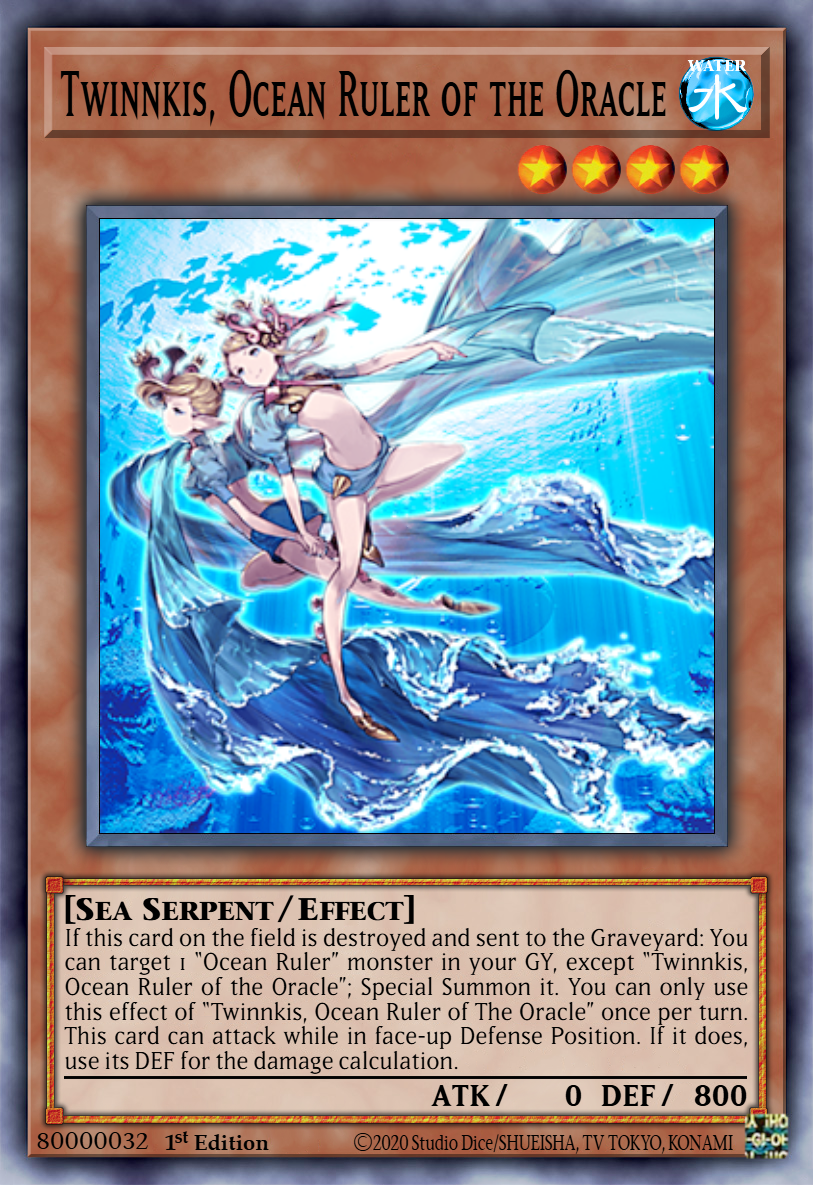 Twinnkis, Ocean Ruler of the Oracle
WATER
水
[Sea Serpent/Effect]
If this card on the field is destroyed and sent to the Graveyard: You
can target 1 "Ocean Ruler" monster in your GY, except "Twinnkis,
Ocean Ruler of the Oracle"; Special Summon it. You can only use
this effect of "Twinnkis, Ocean Ruler of The Oracle" once per turn.
This card can attack while in face-up Defense Position. If it does,
use its DEF for the damage calculation.
ATK/ 0 DEF/ 800
80000032 1st Edition ©2020 Studio Dice/SHUEISHA, TV TOKYO, KONAMI